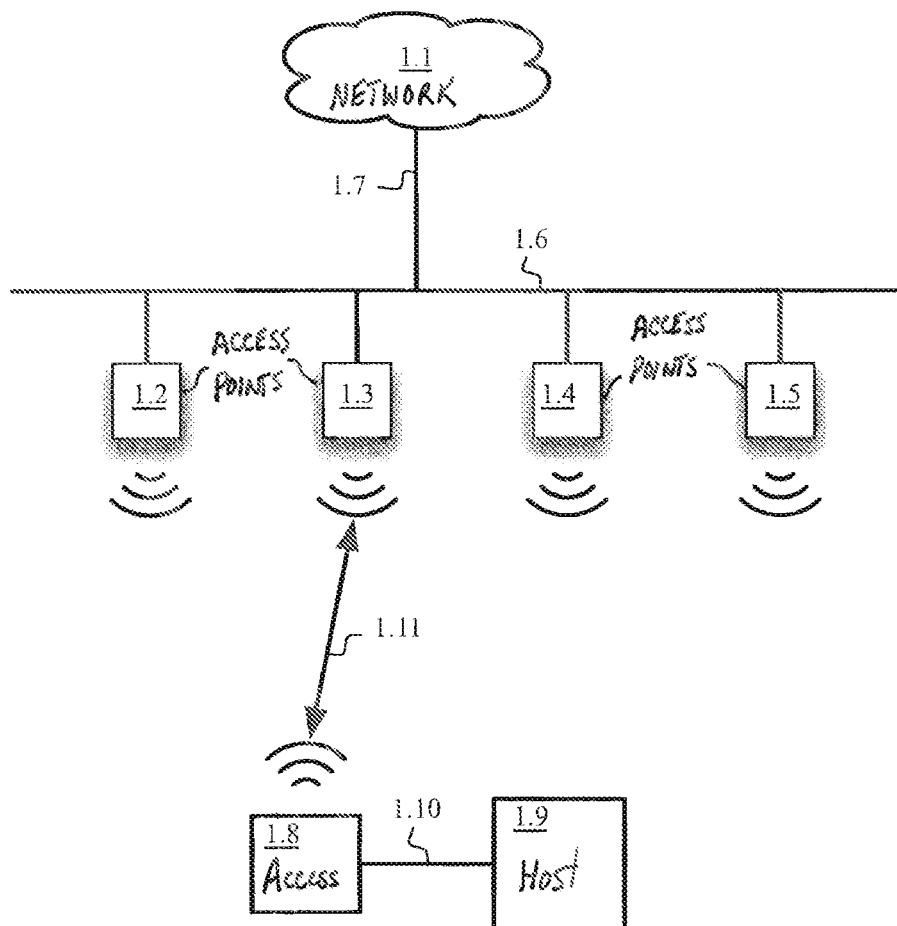 1.1
NETWORK
1.7
1.6
ACCESS
POINTS
ACCESS
POINTS
1.2
1.3
1.4
1.5
1.11
1.10
1.8
Access
1.9
Host